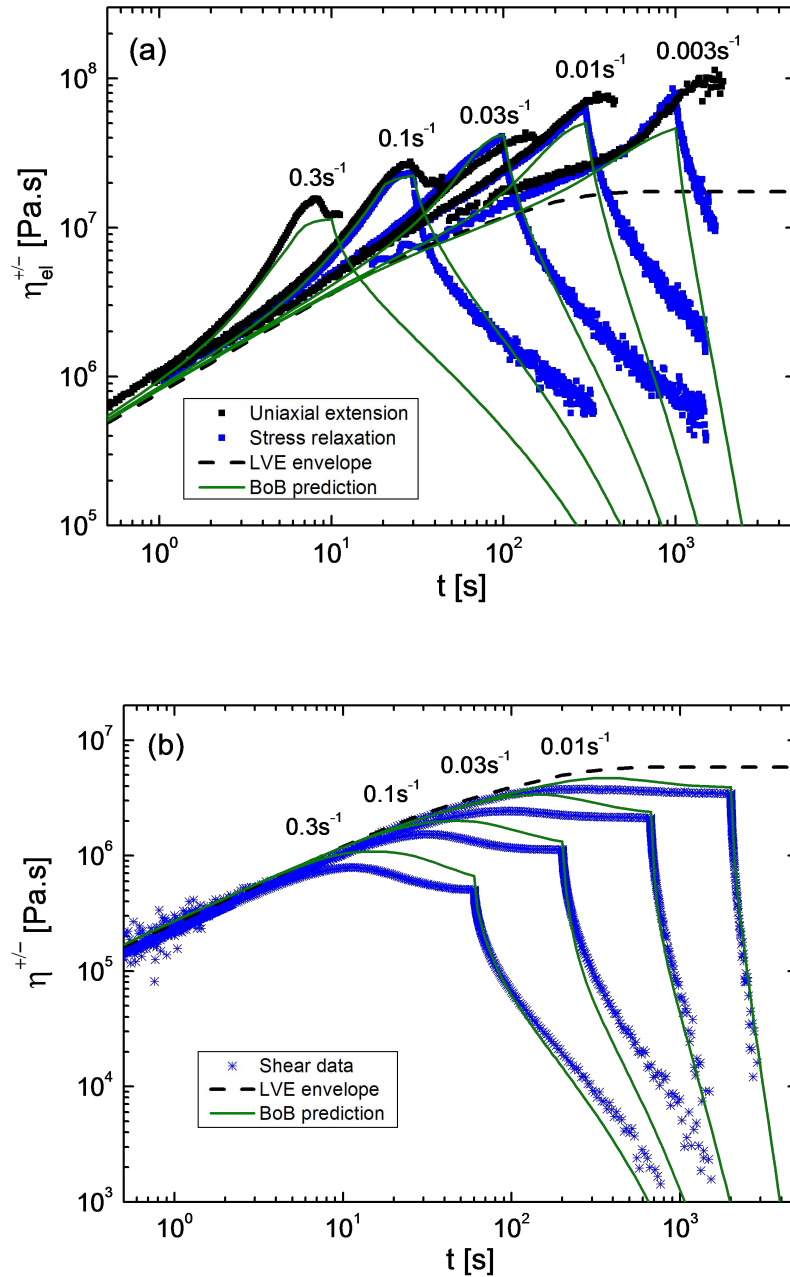 (a)
0.003s⁻¹
0.01s⁻¹
0.03s⁻¹
0.1s⁻¹
0.3s⁻¹
10⁸
10⁷
10⁶
10⁵
ηel⁺/⁻ [Pa.s]
Uniaxial extension
Stress relaxation
LVE envelope
BoB prediction
10⁰ 10¹ 10² 10³
t [s]
(b)
0.01s⁻¹
0.03s⁻¹
0.1s⁻¹
0.3s⁻¹
10⁷
10⁶
10⁵
10⁴
10³
η⁺/⁻ [Pa.s]
Shear data
LVE envelope
BoB prediction
10⁰ 10¹ 10² 10³
t [s]